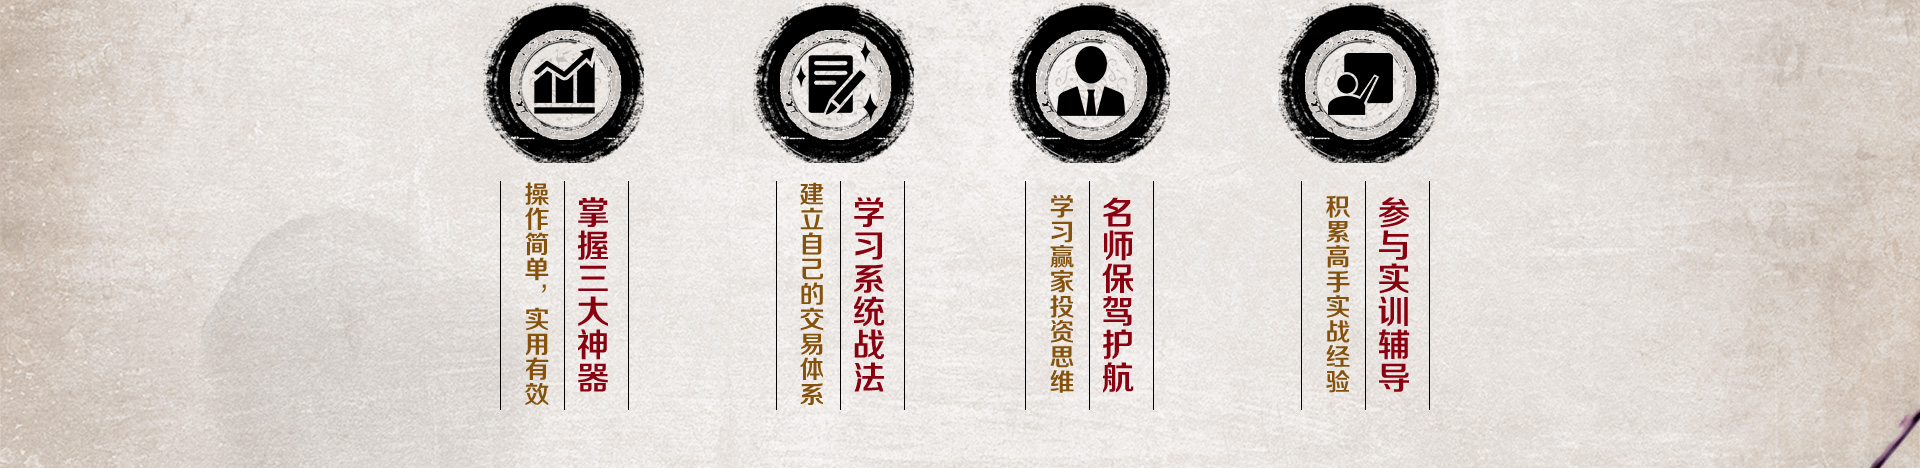 掌握三大神器
操作简单，实用有效
学习系统战法
建立自己的交易体系
名师保驾护航
学习赢家投资思维
参与实训辅导
积累高手实战经验